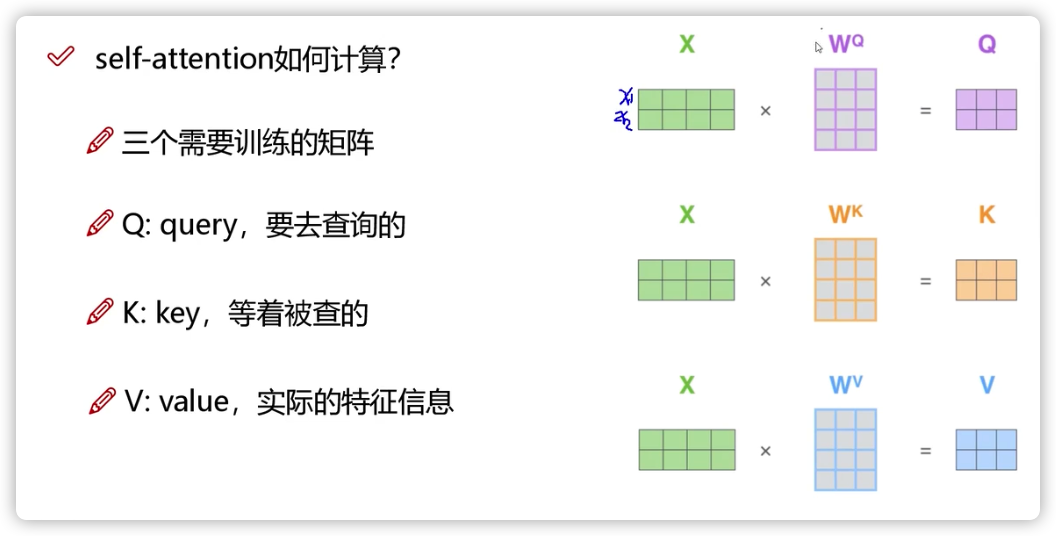 self-attention如何计算？
三个需要训练的矩阵
Q: query，要去查询的
K: key，等着被查的
V: value，实际的特征信息
X W^Q Q
x₁
x₂
× =
X W^K K
× =
X W^V V
× =